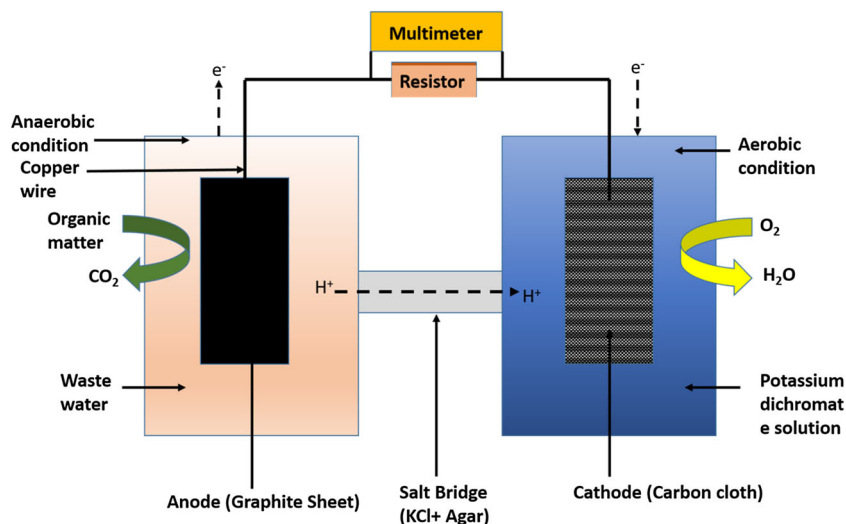 Multimeter
Resistor
e-
e-
Anaerobic
condition
Copper
wire
Organic
matter
CO₂
Waste
water
H⁺
H⁺
Aerobic
condition
O₂
H₂O
Potassium
dichromat
e solution
Anode (Graphite Sheet)
Salt Bridge
(KCl+ Agar)
Cathode (Carbon cloth)